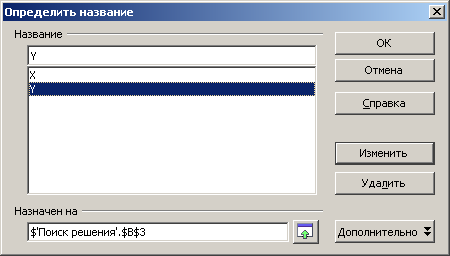 Определить название
Название
Y
X
Y
OK
Отмена
Справка
Изменить
Удалить
Назначен на
$'Поиск решения'.$B$3
Дополнительно